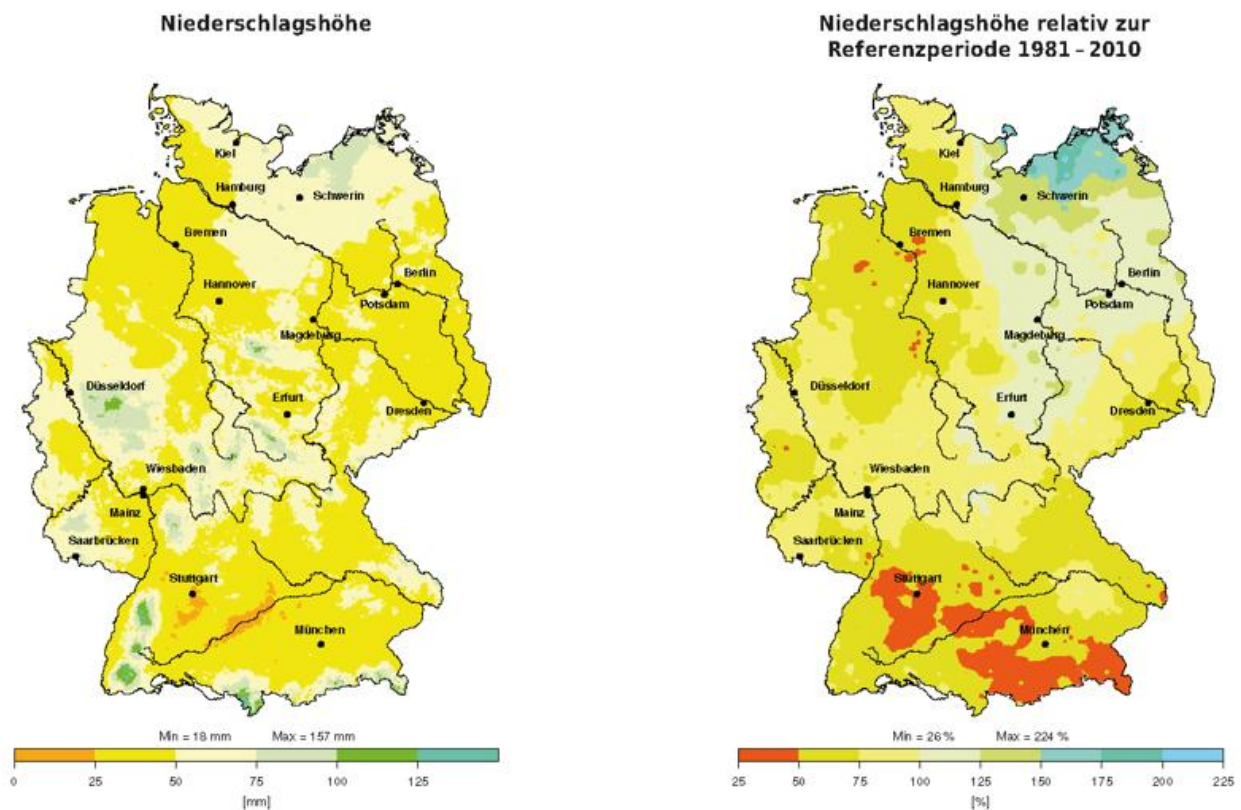 Niederschlagshöhe
Kiel
Hamburg
Schwerin
Bremen
Berlin
Hannover
Potsdam
Magdeburg
Düsseldorf
Erfurt
Dresden
Wiesbaden
Mainz
Saarbrücken
Stuttgart
München
Min = 18 mm Max = 157 mm
0 25 50 75 100 125
[mm]
Niederschlagshöhe relativ zur
Referenzperiode 1981 – 2010
Kiel
Hamburg
Schwerin
Bremen
Berlin
Hannover
Potsdam
Magdeburg
Düsseldorf
Erfurt
Dresden
Wiesbaden
Mainz
Saarbrücken
Stuttgart
München
Min = 26 % Max = 224 %
25 50 75 100 125 150 175 200 225
[%]